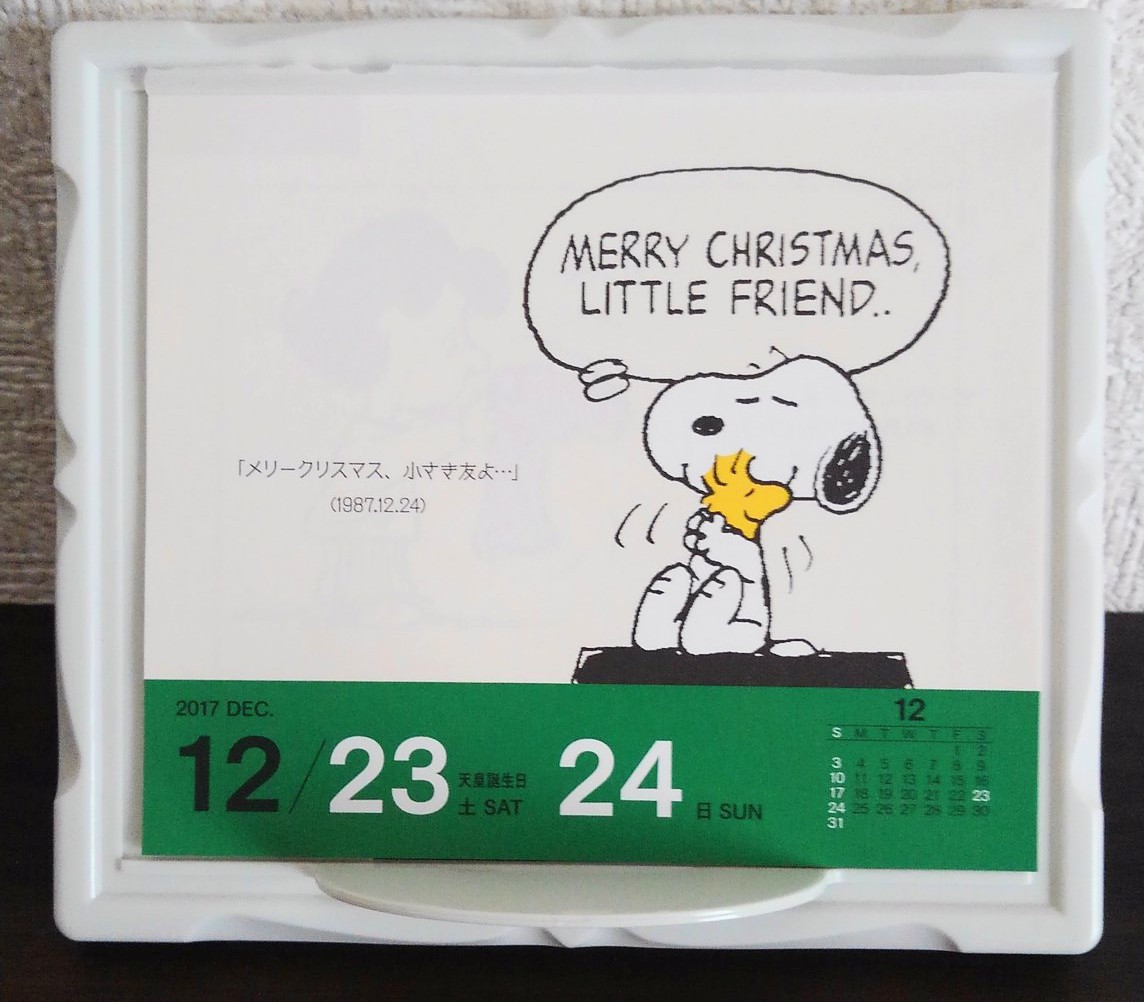 MERRY CHRISTMAS,
LITTLE FRIEND..
「メリークリスマス、小さき友よ…」
(1987.12.24)
2017 DEC.
12/23 天皇誕生日 土 SAT 24 日 SUN
12
S M T W T F S
1 2
3 4 5 6 7 8 9
10 11 12 13 14 15 16
17 18 19 20 21 22 23
24 25 26 27 28 29 30
31